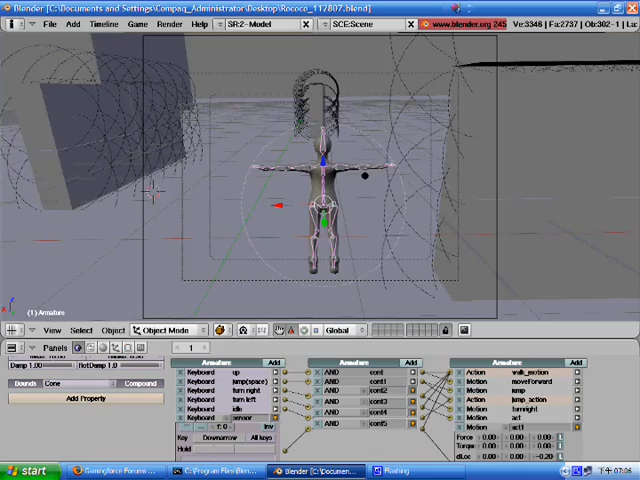 Blender [C:\Documents and Settings\Compaq_Administrator\Desktop\Rococo_112807.blend]
File Add Timeline Game Render Help SR:2-Model SCE:Scene www.blender.org 245 Ve:3348 | Fa:2737 | Ob:302-1 | La:
(1) Armature
View Select Object Object Mode Global
Panels 1
Damp 1.00 RotDamp 1.0
Bounds Cone Compound
Add Property
Armature Add
Keyboard up
Keyboard jump(space)
Keyboard turn right
Keyboard turn left
Keyboard idle
Keyboard sensor
f: 0 Inv
Key Downarrow All keys
Hold
Armature Add
AND cont
AND cont1
AND cont2
AND cont3
AND cont4
AND cont5
Armature Add
Action walk_motion
Motion moveForward
Motion jump
Action jump_action
Motion turnright
Motion act
Motion act1
Force 0.00 0.00 0.00 L
Torque 0.00 0.00 0.00 L
dLoc 0.00 0.00 -0.20 L
start Gamingforce Forums ... C:\Program Files\Blen... Blender [C:\Documen... Flashing 下午 07:06